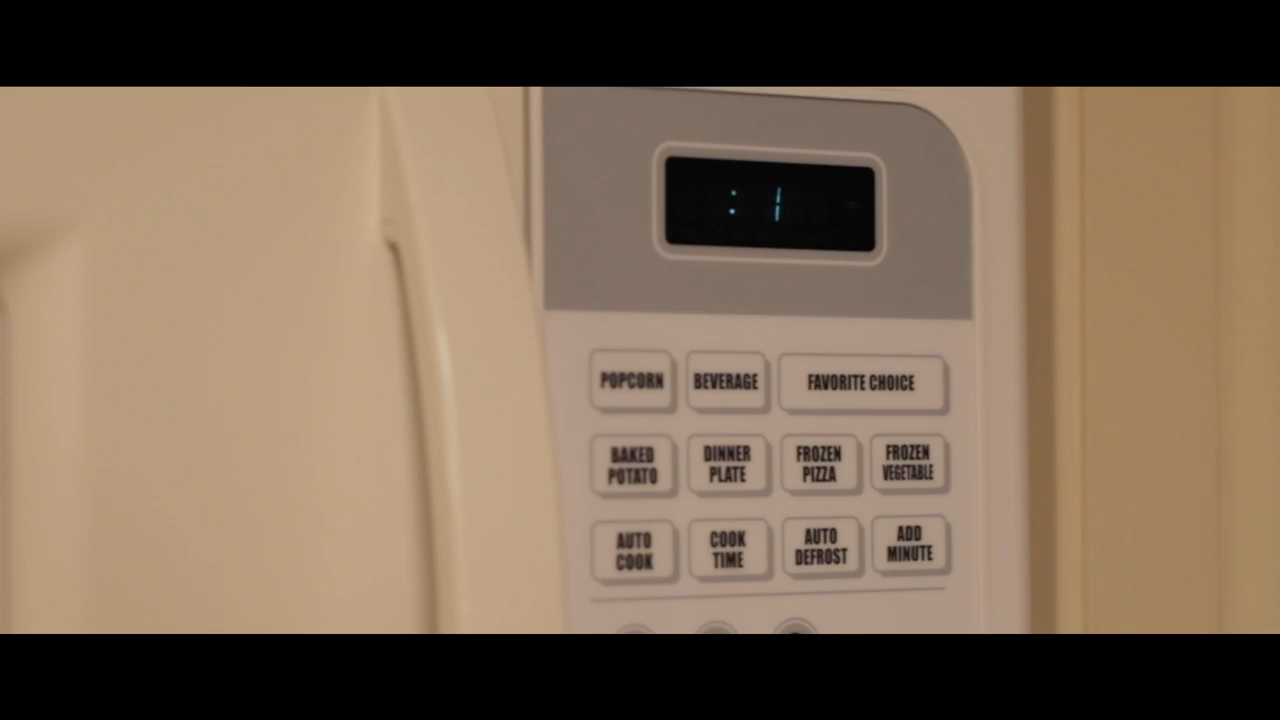 : 1
POPCORN BEVERAGE FAVORITE CHOICE
BAKED POTATO DINNER PLATE FROZEN PIZZA FROZEN VEGETABLE
AUTO COOK COOK TIME AUTO DEFROST ADD MINUTE